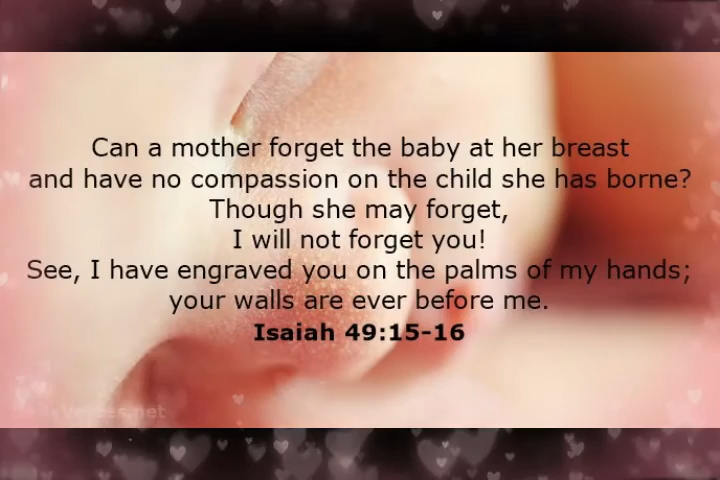 Can a mother forget the baby at her breast
and have no compassion on the child she has borne?
Though she may forget,
I will not forget you!
See, I have engraved you on the palms of my hands;
your walls are ever before me.
Isaiah 49:15-16